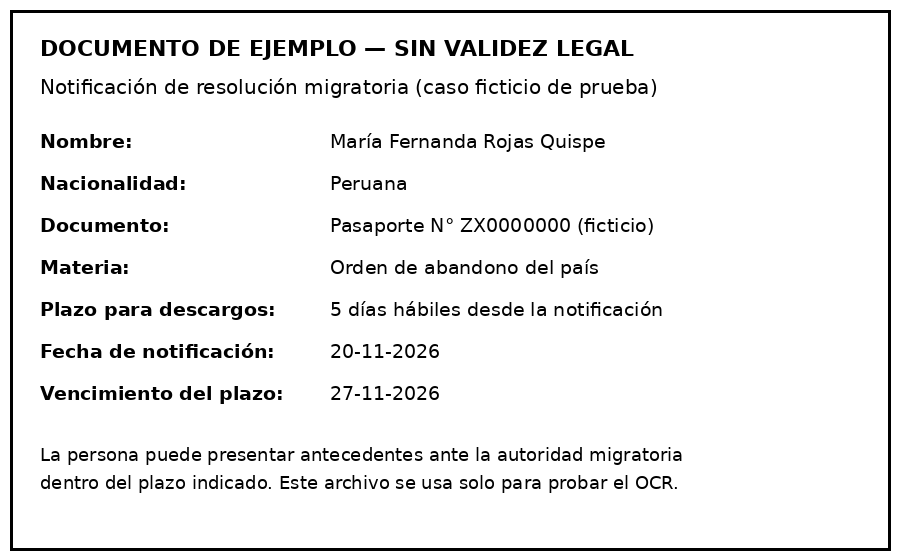 DOCUMENTO DE EJEMPLO — SIN VALIDEZ LEGAL
Notificación de resolución migratoria (caso ficticio de prueba)
Nombre: María Fernanda Rojas Quispe
Nacionalidad: Peruana
Documento: Pasaporte N° ZX0000000 (ficticio)
Materia: Orden de abandono del país
Plazo para descargos: 5 días hábiles desde la notificación
Fecha de notificación: 20-11-2026
Vencimiento del plazo: 27-11-2026
La persona puede presentar antecedentes ante la autoridad migratoria
dentro del plazo indicado. Este archivo se usa solo para probar el OCR.